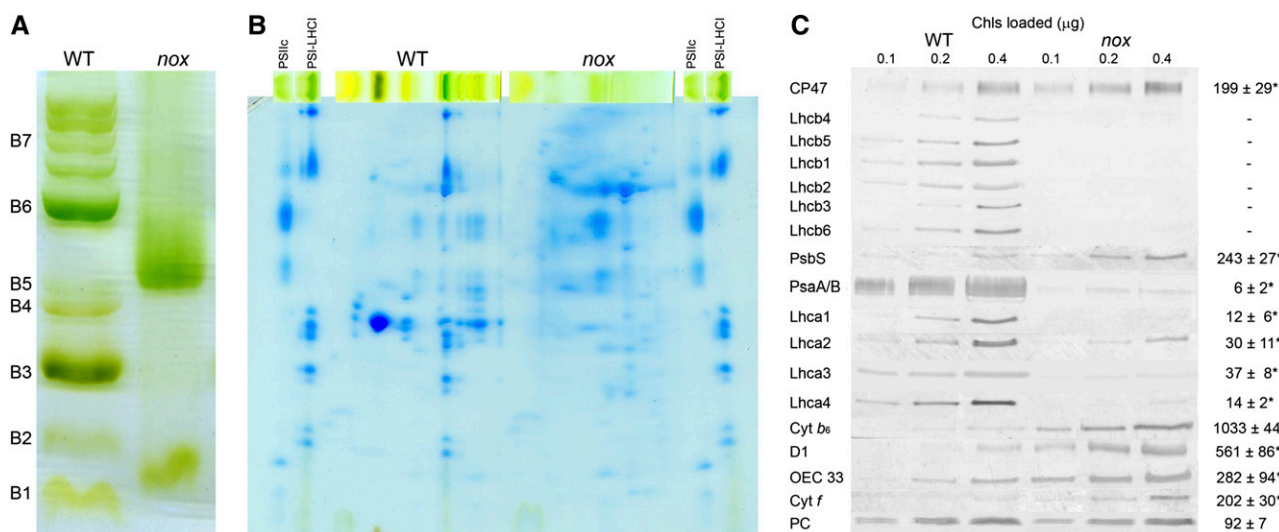 A
WT
nox
B7
B6
B5
B4
B3
B2
B1
B
PSIIc
PSI-LHCI
WT
nox
PSIIc
PSI-LHCI
C
Chls loaded (µg)
WT
nox
0.1 0.2 0.4 0.1 0.2 0.4
CP47 199 ± 29*
Lhcb4 -
Lhcb5 -
Lhcb1 -
Lhcb2 -
Lhcb3 -
Lhcb6 -
PsbS 243 ± 27*
PsaA/B 6 ± 2*
Lhca1 12 ± 6*
Lhca2 30 ± 11*
Lhca3 37 ± 8*
Lhca4 14 ± 2*
Cyt b₆ 1033 ± 44
D1 561 ± 86*
OEC 33 282 ± 94*
Cyt f 202 ± 30*
PC 92 ± 7